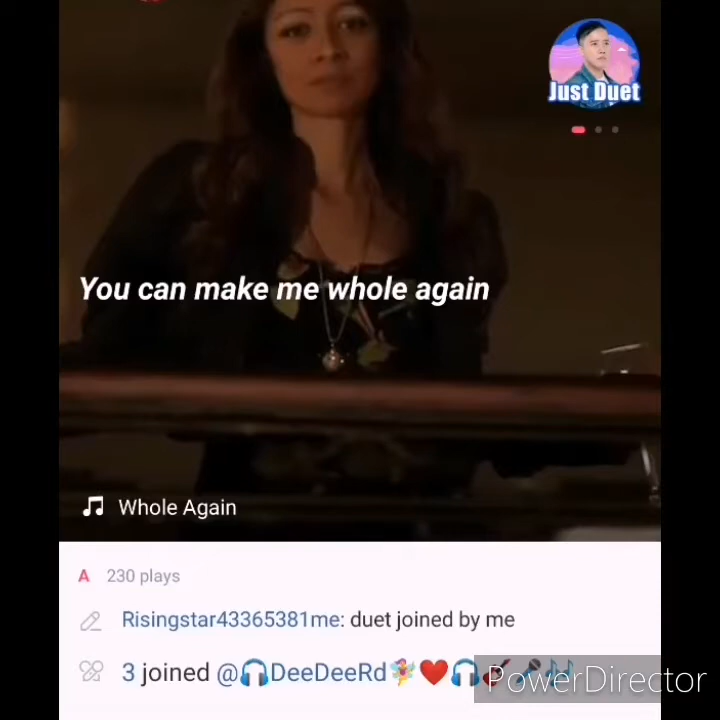 Just Duet
You can make me whole again
Whole Again
A 230 plays
Risingstar43365381me: duet joined by me
3 joined @🎧DeeDeeRd🧚❤️🎧🎸🎤🎶
PowerDirector